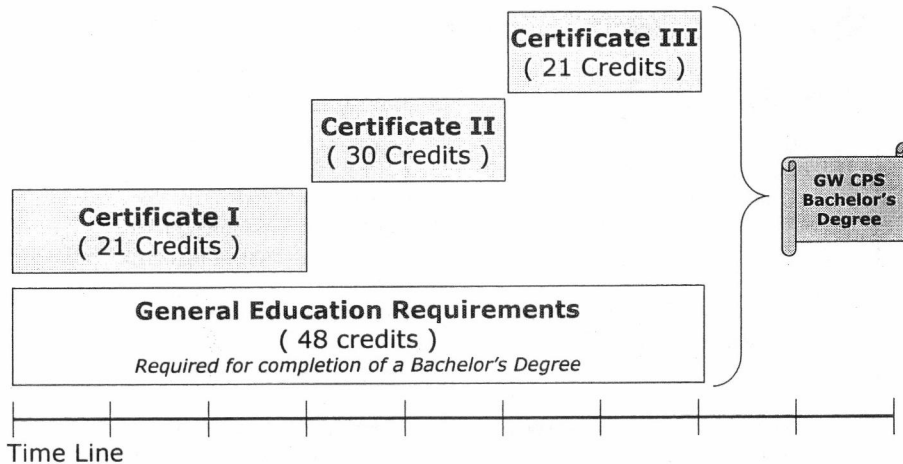 Certificate III
( 21 Credits )
Certificate II
( 30 Credits )
GW CPS
Bachelor's
Degree
Certificate I
( 21 Credits )
General Education Requirements
( 48 credits )
Required for completion of a Bachelor's Degree
Time Line